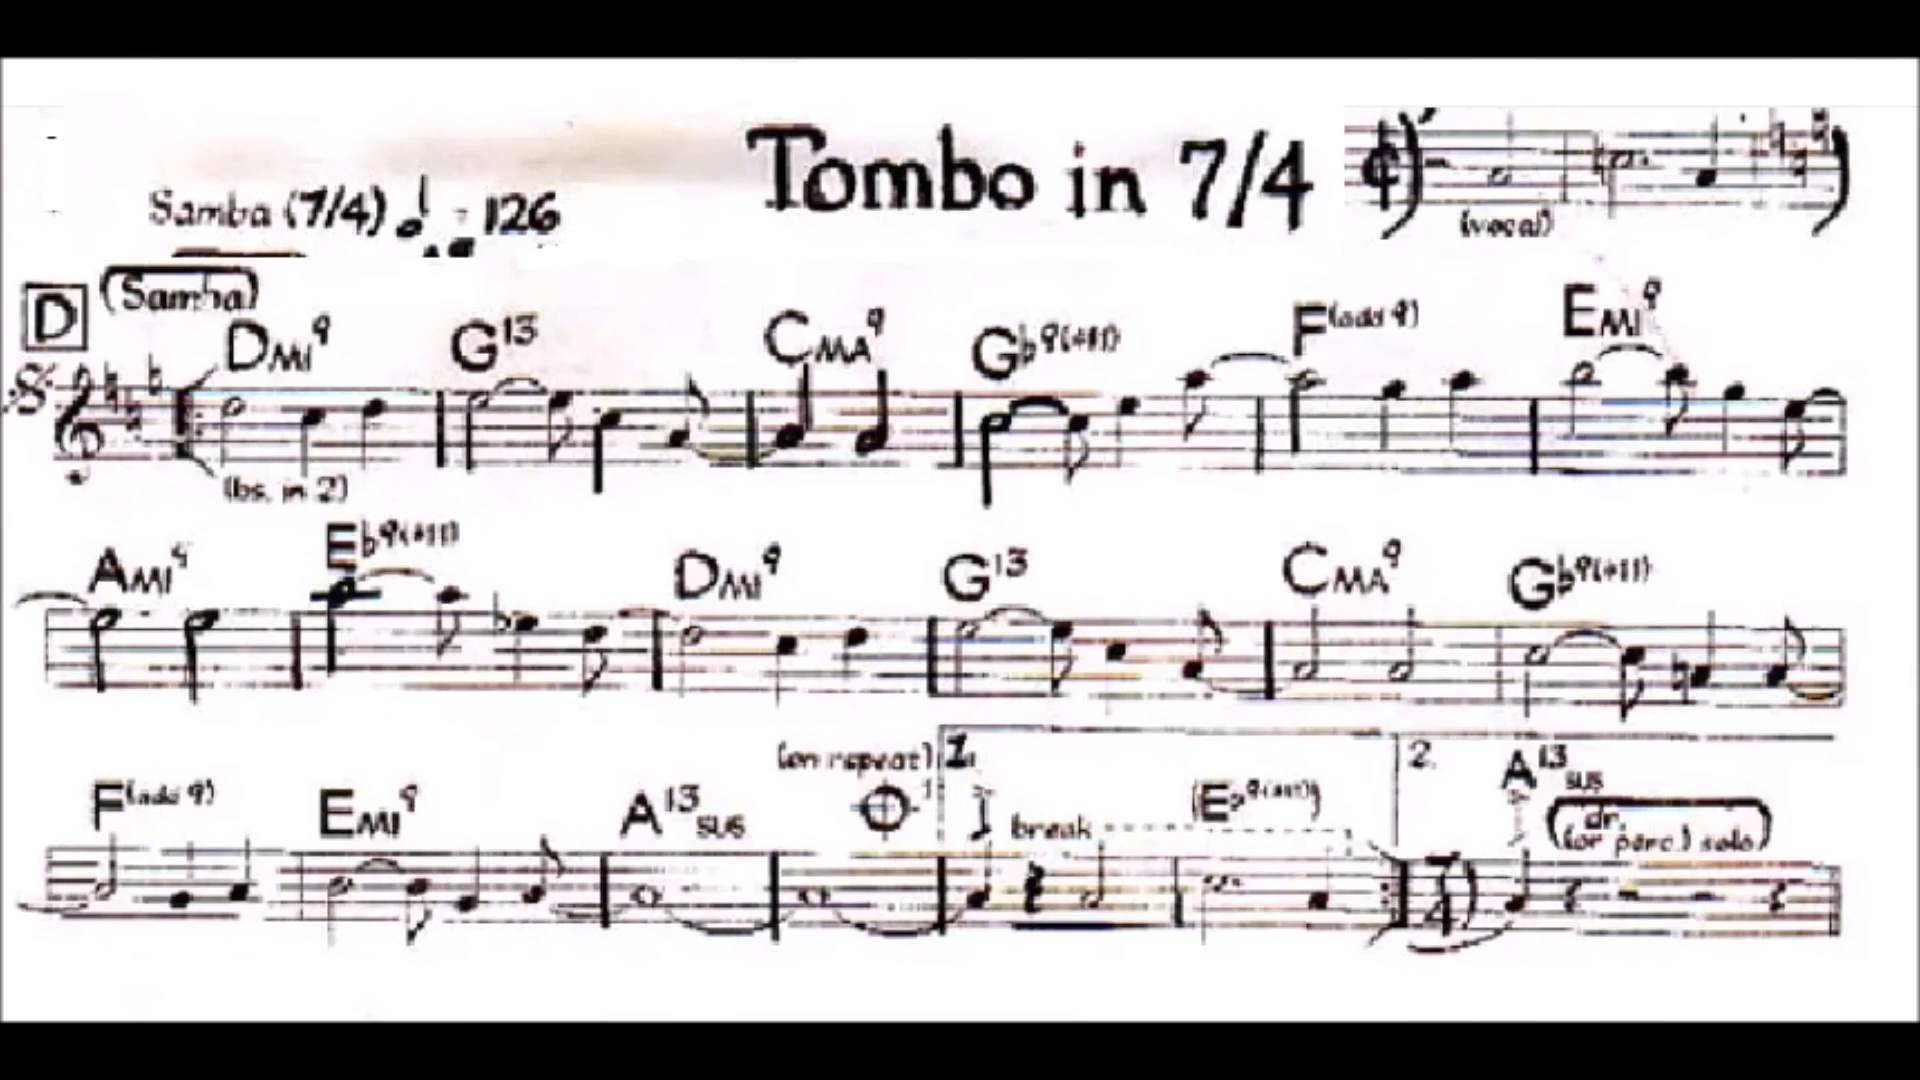 Tombo in 7/4
Samba (7/4) = 126
(vocal)
D (Samba)
DMI9 G13 CMA9 Gb9(#11) F(add 9) EMI9
(bs. in 2)
AMI9 Eb9(#11) DMI9 G13 CMA9 Gb9(#11)
(on repeat) 1. 2.
F(add 9) EMI9 A13sus break (Eb9(#11)) A13sus
dr.
(or perc.) solo
7/4